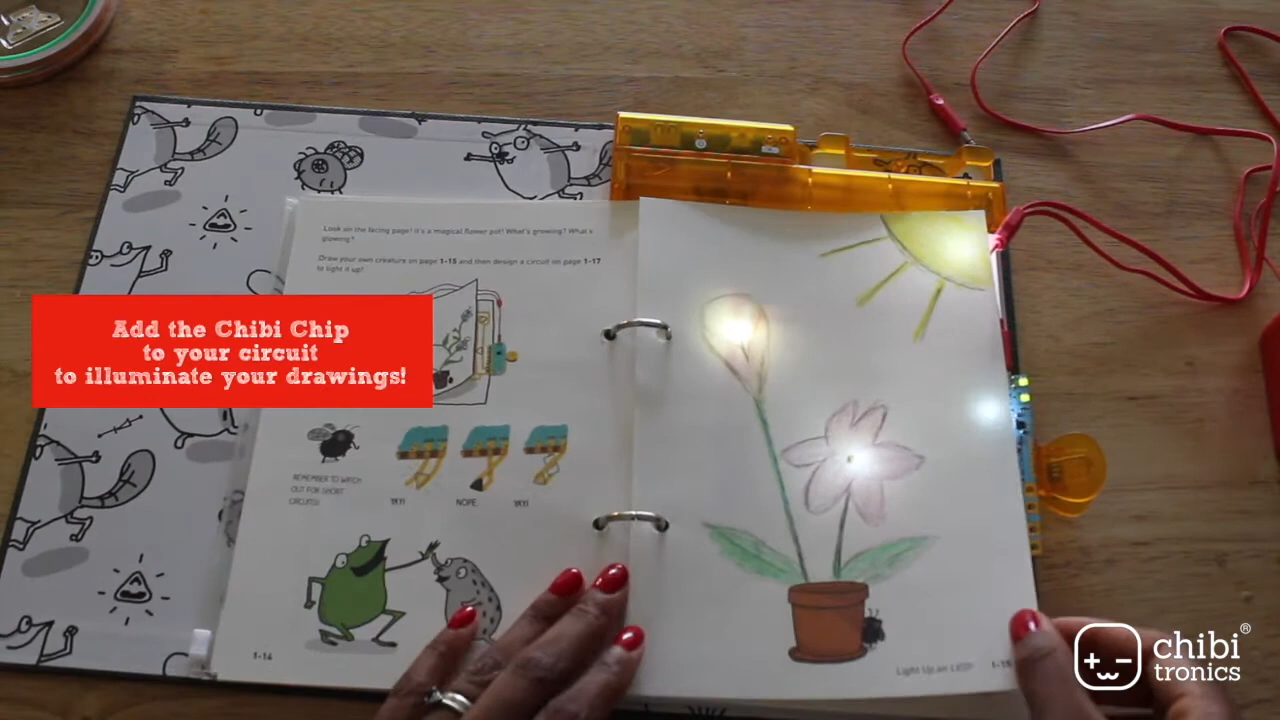 Look on the facing page! It's a magical flower pot! What's growing? What's
glowing?
Draw your own creature on page 1-15 and then design a circuit on page 1-17
to light it up!
Add the Chibi Chip
to your circuit
to illuminate your drawings!
REMEMBER TO WATCH
OUT FOR SHORT
CIRCUITS!
YAY!
NOPE.
YAY!
1-14
Light Up an LED!
1-15
chibi®
tronics